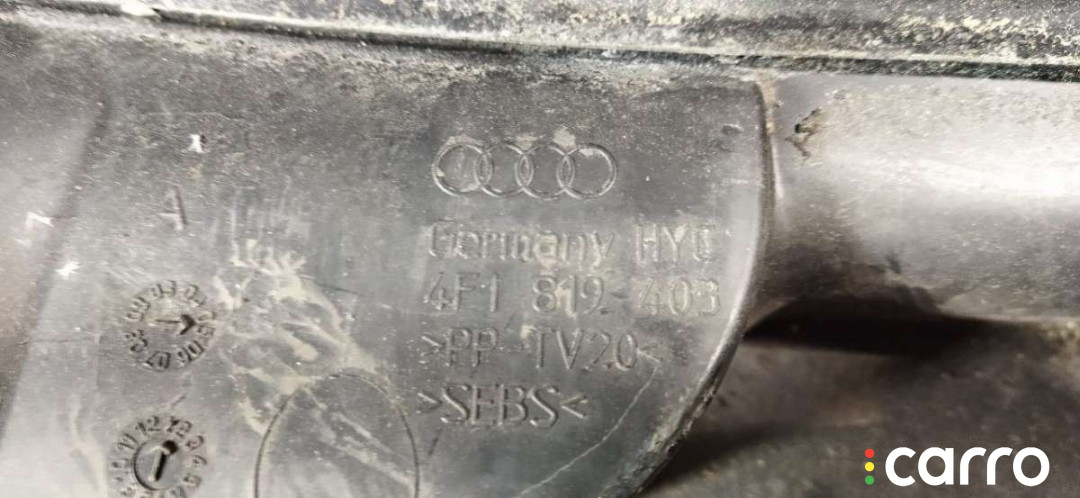 A
Germany HYC
4F1 819 403
>PP-TV20<
>SEBS<
carro